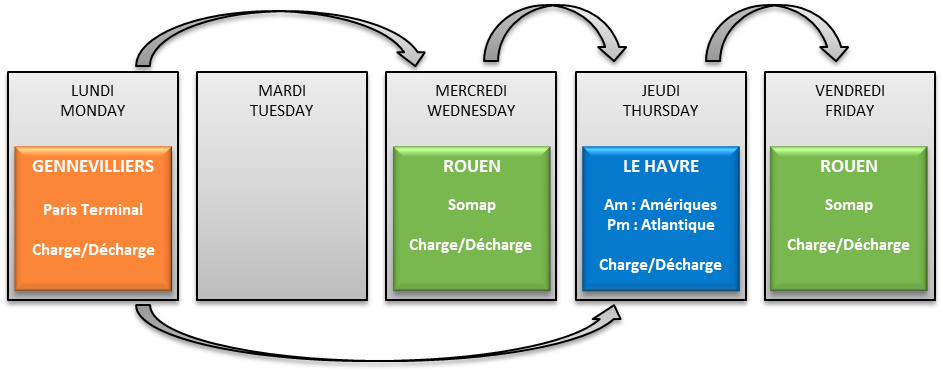 LUNDI
MONDAY
GENNEVILLIERS
Paris Terminal
Charge/Décharge
MARDI
TUESDAY
MERCREDI
WEDNESDAY
ROUEN
Somap
Charge/Décharge
JEUDI
THURSDAY
LE HAVRE
Am : Amériques
Pm : Atlantique
Charge/Décharge
VENDREDI
FRIDAY
ROUEN
Somap
Charge/Décharge